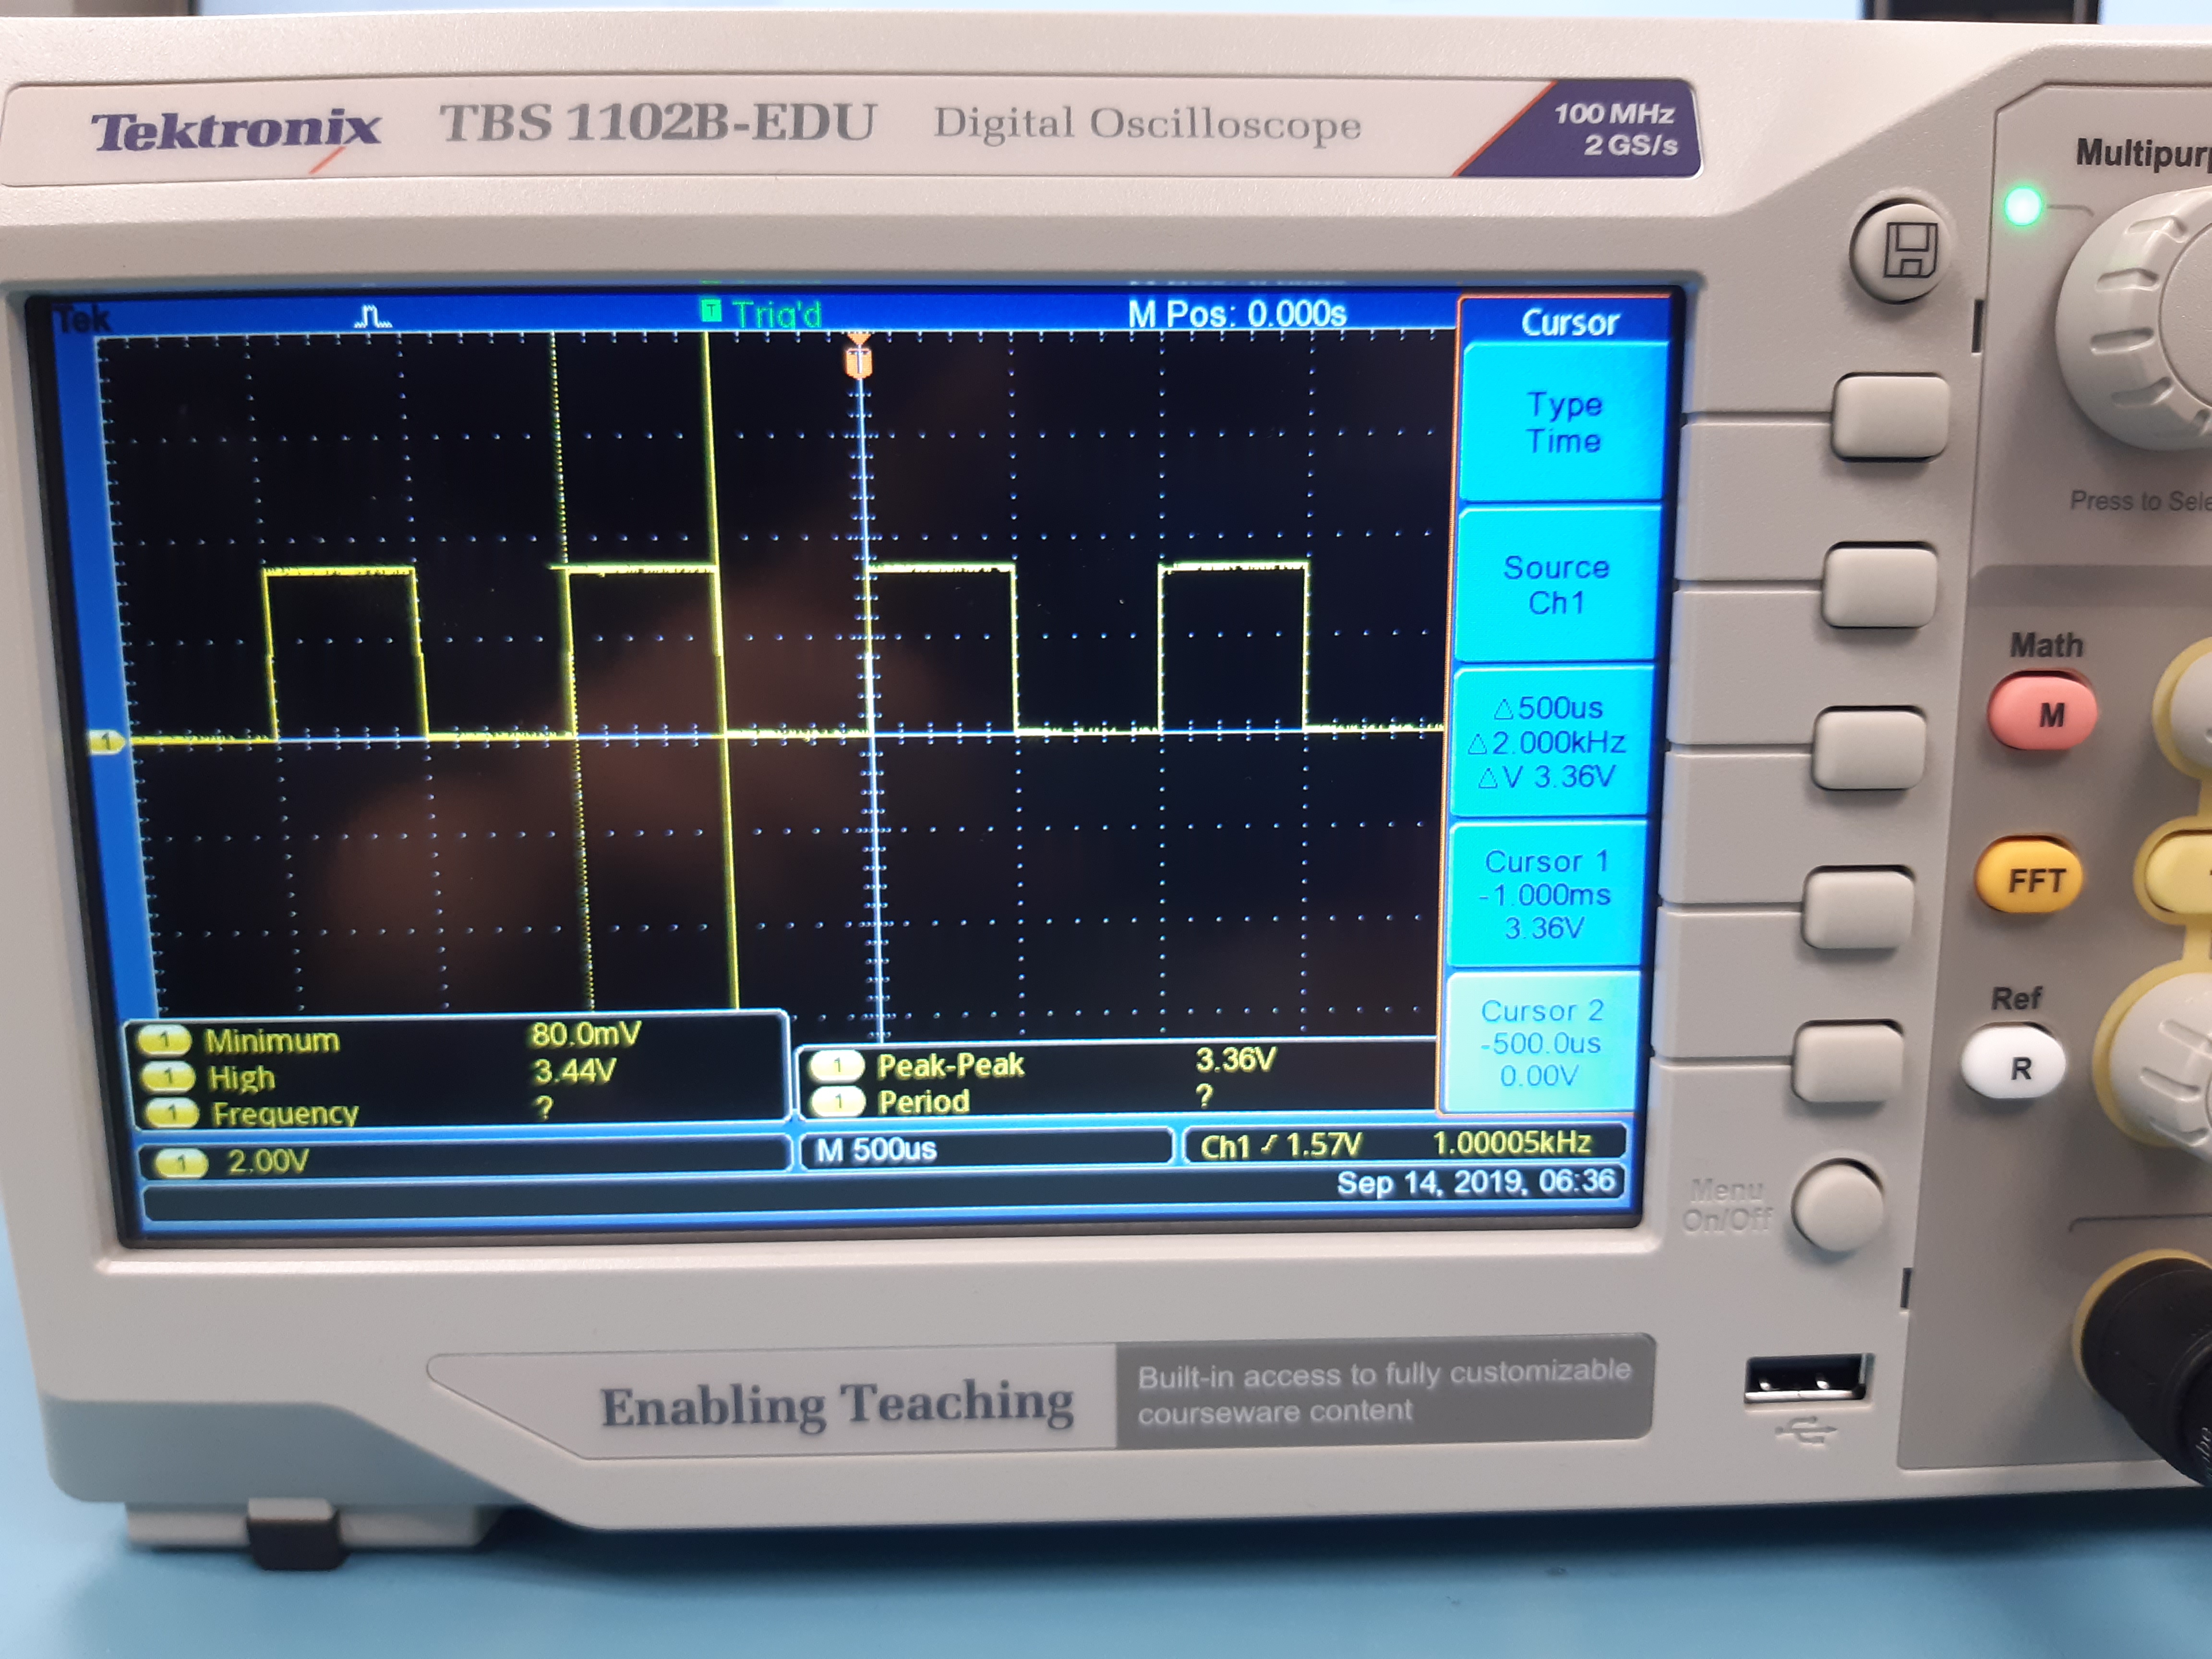 Tektronix TBS 1102B-EDU Digital Oscilloscope
100 MHz
2 GS/s
Press to
Tek
T Trig'd
M Pos: 0.000s
T
Cursor
Type
Time
Source
Ch1
△500us
△2.000kHz
△V 3.36V
Cursor 1
-1.000ms
3.36V
Cursor 2
-500.0us
0.00V
1
1 Minimum 80.0mV
1 High 3.44V
1 Frequency ?
1 Peak-Peak 3.36V
1 Period ?
1 2.00V
M 500us
Ch1 1.57V 1.00005kHz
Sep 14, 2019, 06:36
Math
M
FFT
Ref
R
Menu
On/Off
Enabling Teaching
Built-in access to fully customizable
courseware content